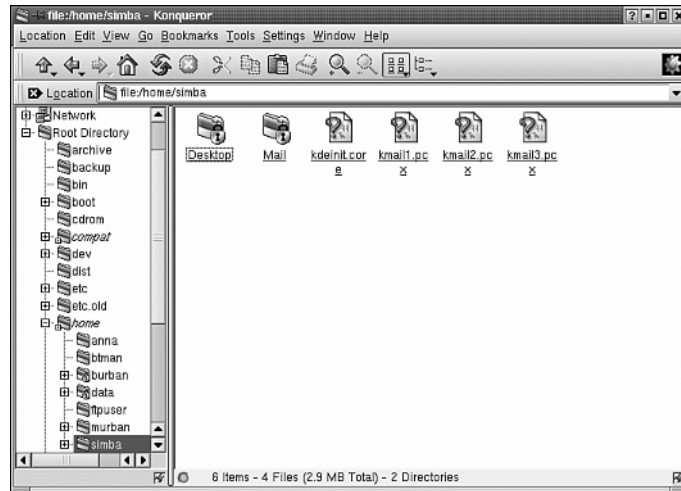 file:/home/simba - Konqueror
Location Edit View Go Bookmarks Tools Settings Window Help
Location file:/home/simba
Network
Root Directory
archive
backup
bin
boot
cdrom
compat
dev
dist
etc
etc.old
home
anna
btman
burban
data
ftpuser
murban
simba
Desktop Mail kdeinit.cor kmail1.pc kmail2.pc kmail3.pc
e x x x
6 Items - 4 Files (2.9 MB Total) - 2 Directories